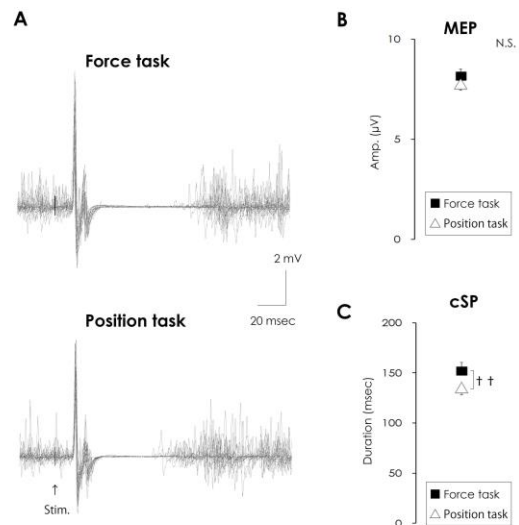 A
Force task
2 mV
20 msec
Position task
↑
Stim.
B
MEP
N.S.
10
5
0
Amp. (µV)
■ Force task
△ Position task
C
cSP
200
150
100
50
0
Duration (msec)
††
■ Force task
△ Position task